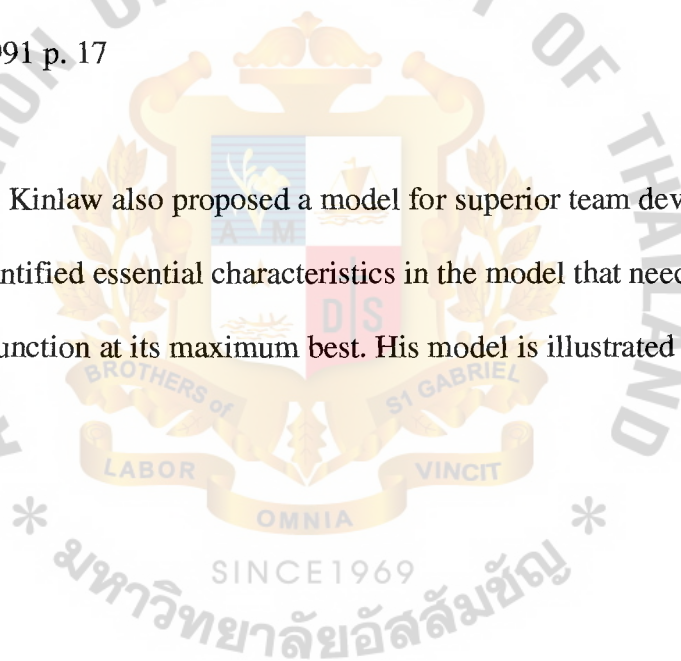 991 p. 17
Kinlaw also proposed a model for superior team dev
ntified essential characteristics in the model that need
unction at its maximum best. His model is illustrated
OF THAILAND
A M
D S
BROTHERS of ST GABRIEL
LABOR
VINCIT
OMNIA
* SINCE1969 *
มหาวิทยาลัยอัสสัมชัญ